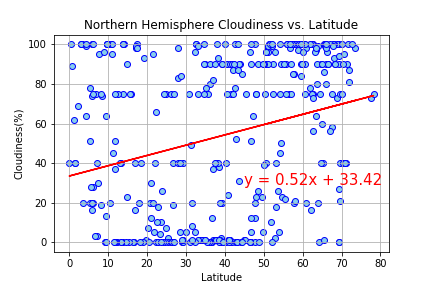 Northern Hemisphere Cloudiness vs. Latitude
100
80
60
40
20
0
Cloudiness(%)
y = 0.52x + 33.42
0 10 20 30 40 50 60 70 80
Latitude